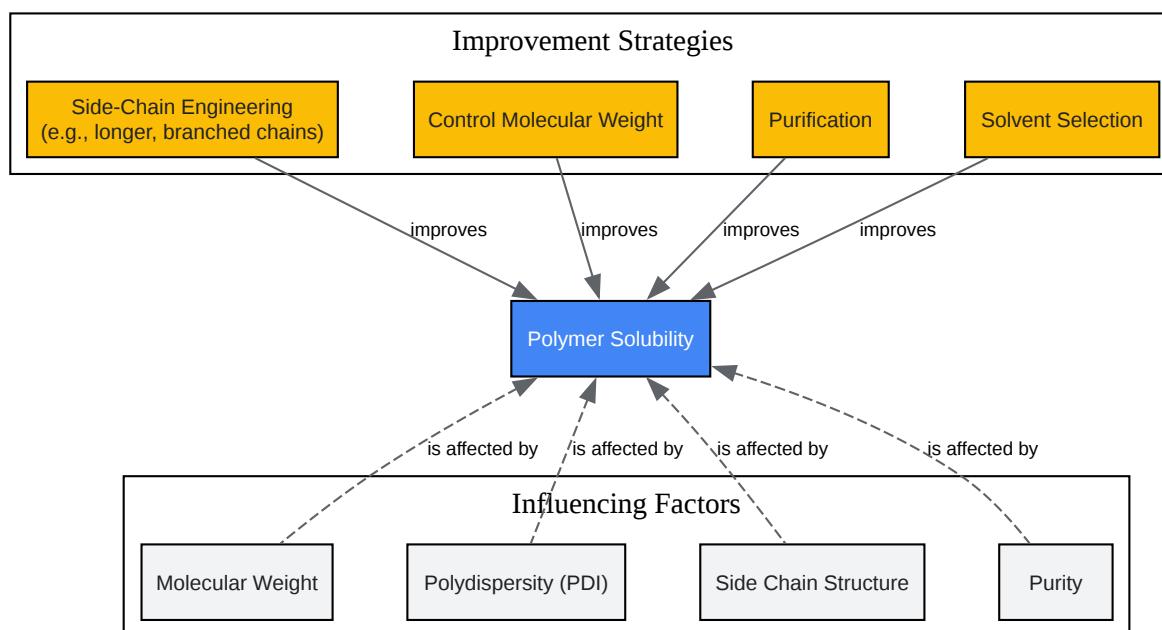 Improvement Strategies
Side-Chain Engineering
(e.g., longer, branched chains)
Control Molecular Weight
Purification
Solvent Selection
improves
improves
improves
improves
Polymer Solubility
is affected by
is affected by
is affected by
is affected by
Influencing Factors
Molecular Weight
Polydispersity (PDI)
Side Chain Structure
Purity